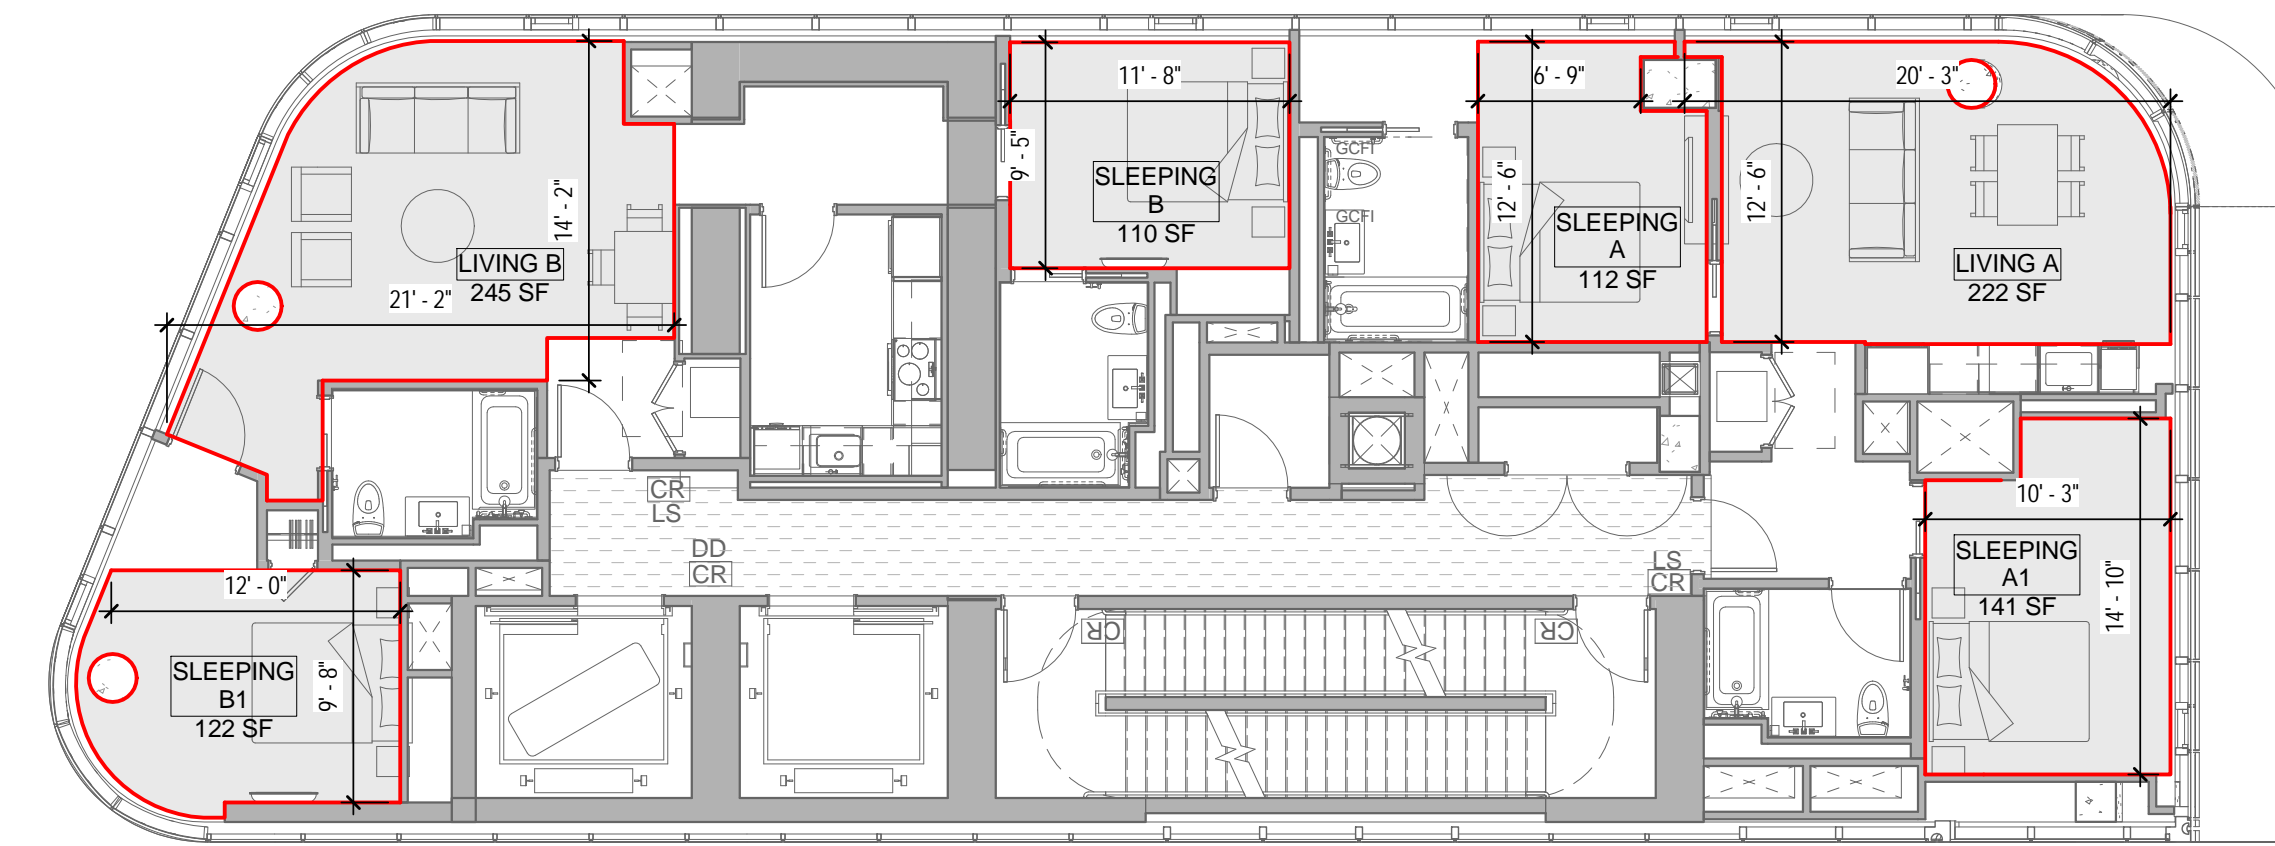 11' - 8"
6' - 9"
20' - 3"
9' - 5"
GCFI
12' - 6"
12' - 6"
14' - 2"
SLEEPING
B
110 SF
GCFI
SLEEPING
A
112 SF
LIVING B
245 SF
LIVING A
222 SF
21' - 2"
CR
LS
10' - 3"
DD
CR
LS
CR
SLEEPING
A1
141 SF
14' - 10"
12' - 0"
CR
CR
SLEEPING
B1
122 SF
9' - 8"